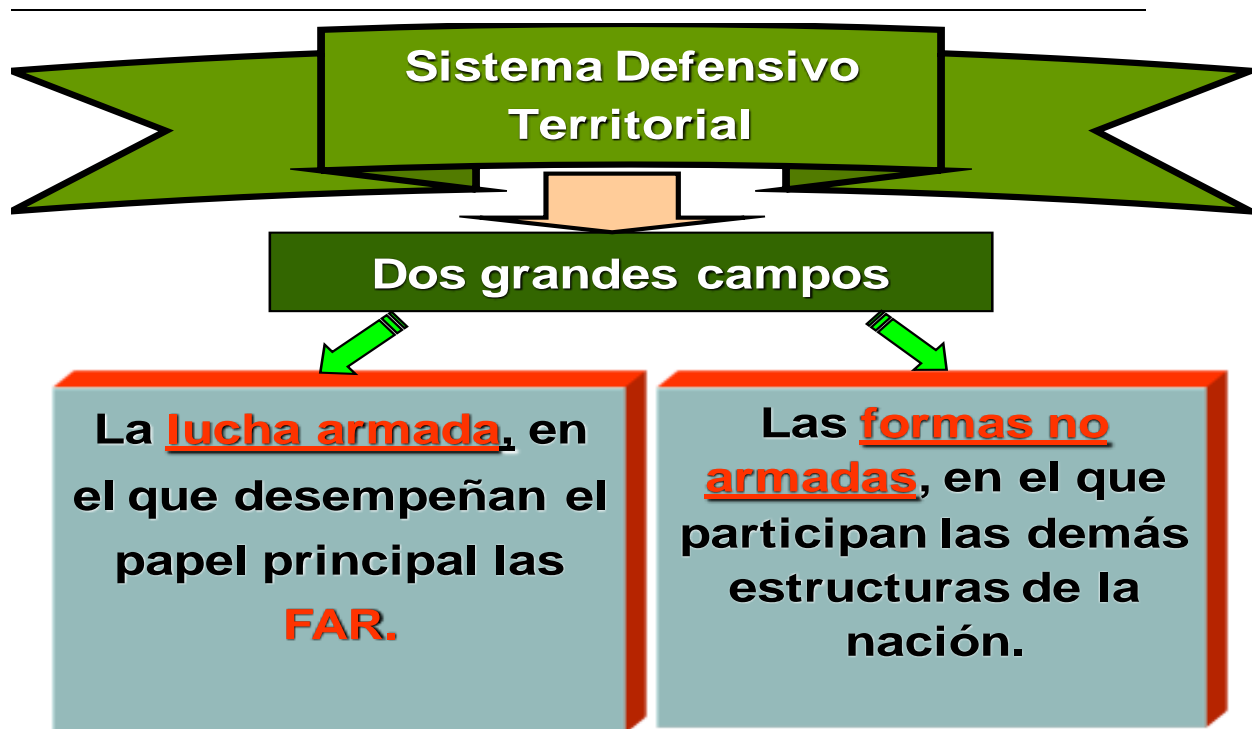 Sistema Defensivo
Territorial
Dos grandes campos
La lucha armada, en
el que desempeñan el
papel principal las
FAR.
Las formas no
armadas, en el que
participan las demás
estructuras de la
nación.